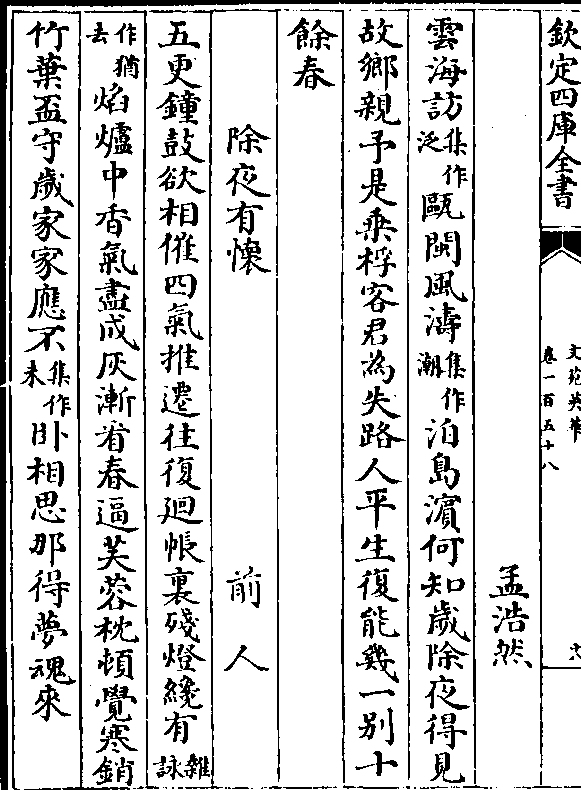 欽定四庫全書
文苑英華
卷一百五十八
孟浩然
雲海訪集作泛甌閩風濤集作潮泊島濵何知歲除夜得見
故鄉親予是乗桴客君為失路人平生復能幾一别十
餘春
除夜有懐 前人
五更鐘鼓欲相催四氣推遷往復廻帳裏殘燈纔有雜詠
作猶去焰爐中香氣盡成灰漸看春逼芙蓉枕頓覺寒銷
竹葉盃守歲家家應不集作未卧相思那得夢魂來